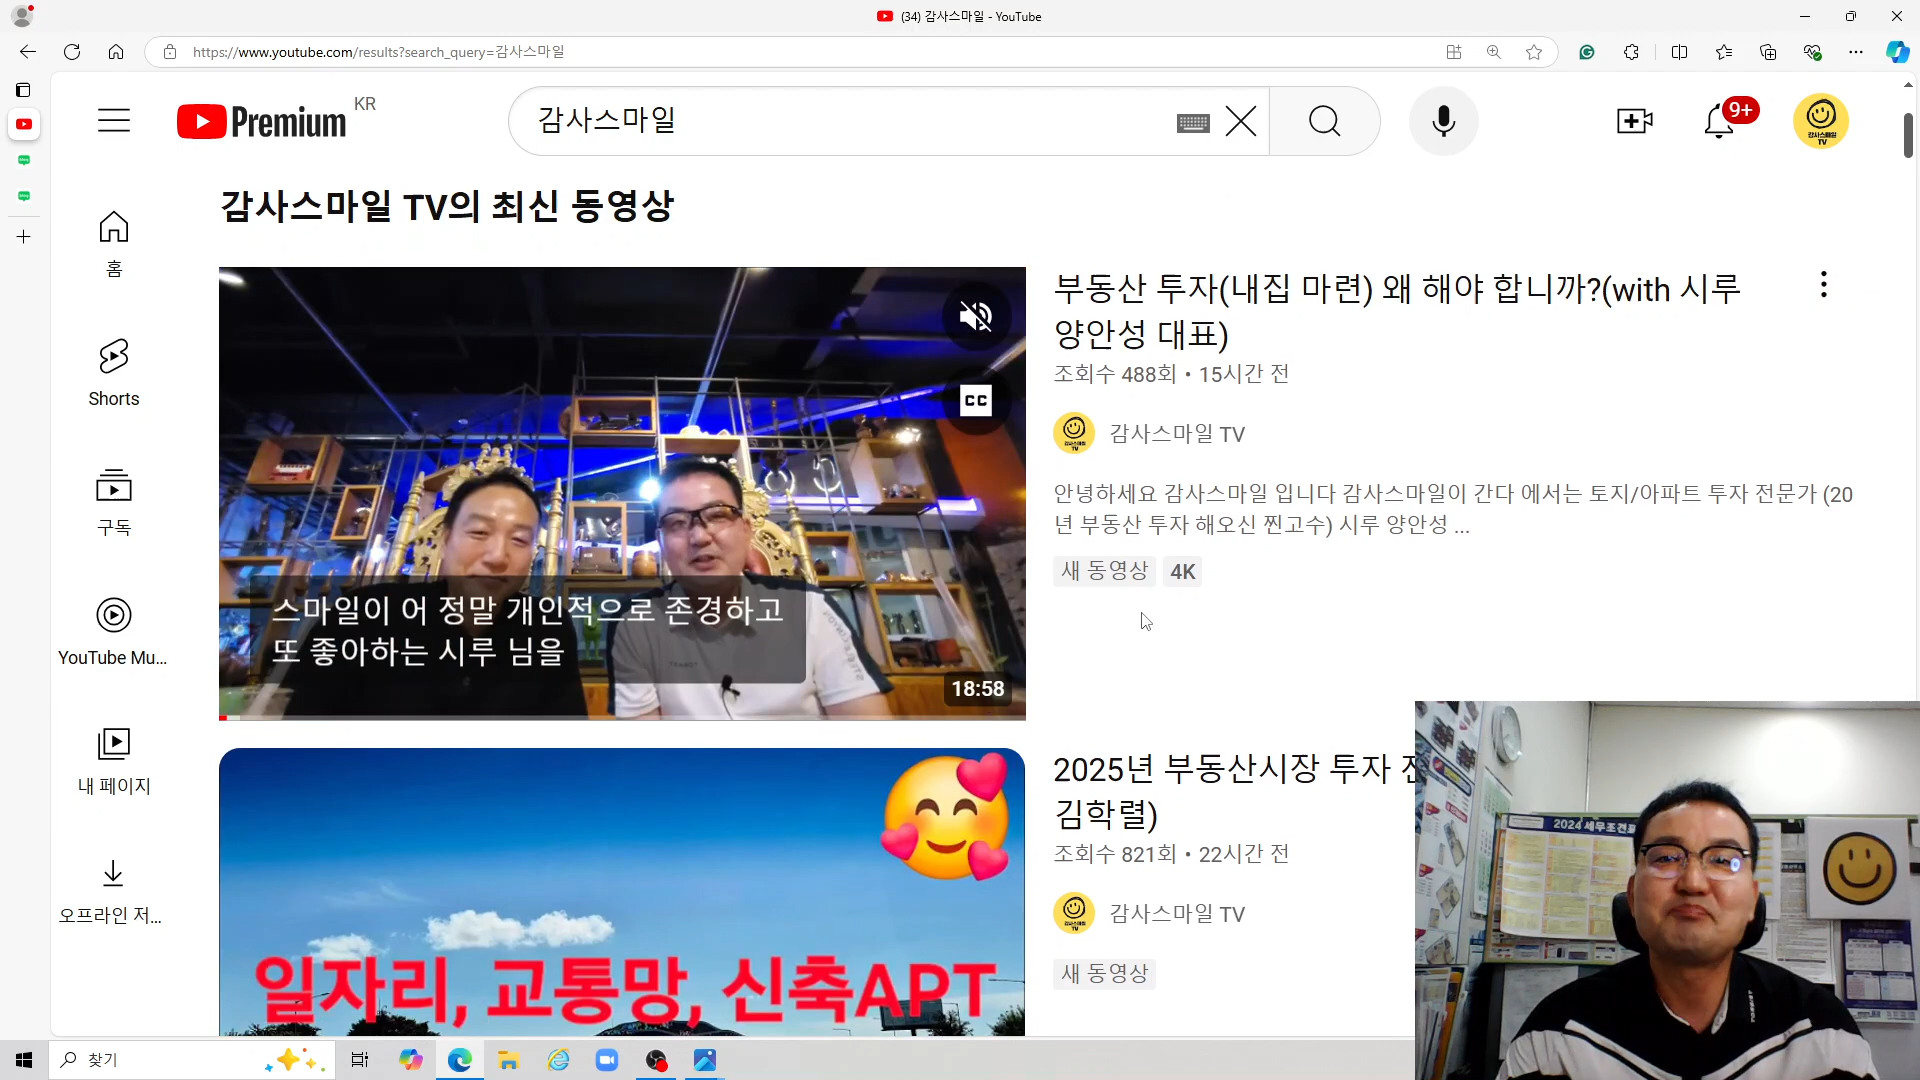 (34) 감사스마일 - YouTube
https://www.youtube.com/results?search_query=감사스마일
Premium KR
감사스마일
9+
감사스마일 TV
홈
Shorts
구독
YouTube Mu...
내 페이지
오프라인 저...
감사스마일 TV의 최신 동영상
CC
스마일이 어 정말 개인적으로 존경하고
또 좋아하는 시루 님을
18:58
부동산 투자(내집 마련) 왜 해야 합니까?(with 시루
양안성 대표)
조회수 488회 • 15시간 전
감사스마일 TV
안녕하세요 감사스마일 입니다 감사스마일이 간다 에서는 토지/아파트 투자 전문가 (20
년 부동산 투자 해오신 찐고수) 시루 양안성 ...
새 동영상 4K
일자리, 교통망, 신축APT
2025년 부동산시장 투자
김학렬)
조회수 821회 • 22시간 전
감사스마일 TV
새 동영상
2024 세무조견표
찾기